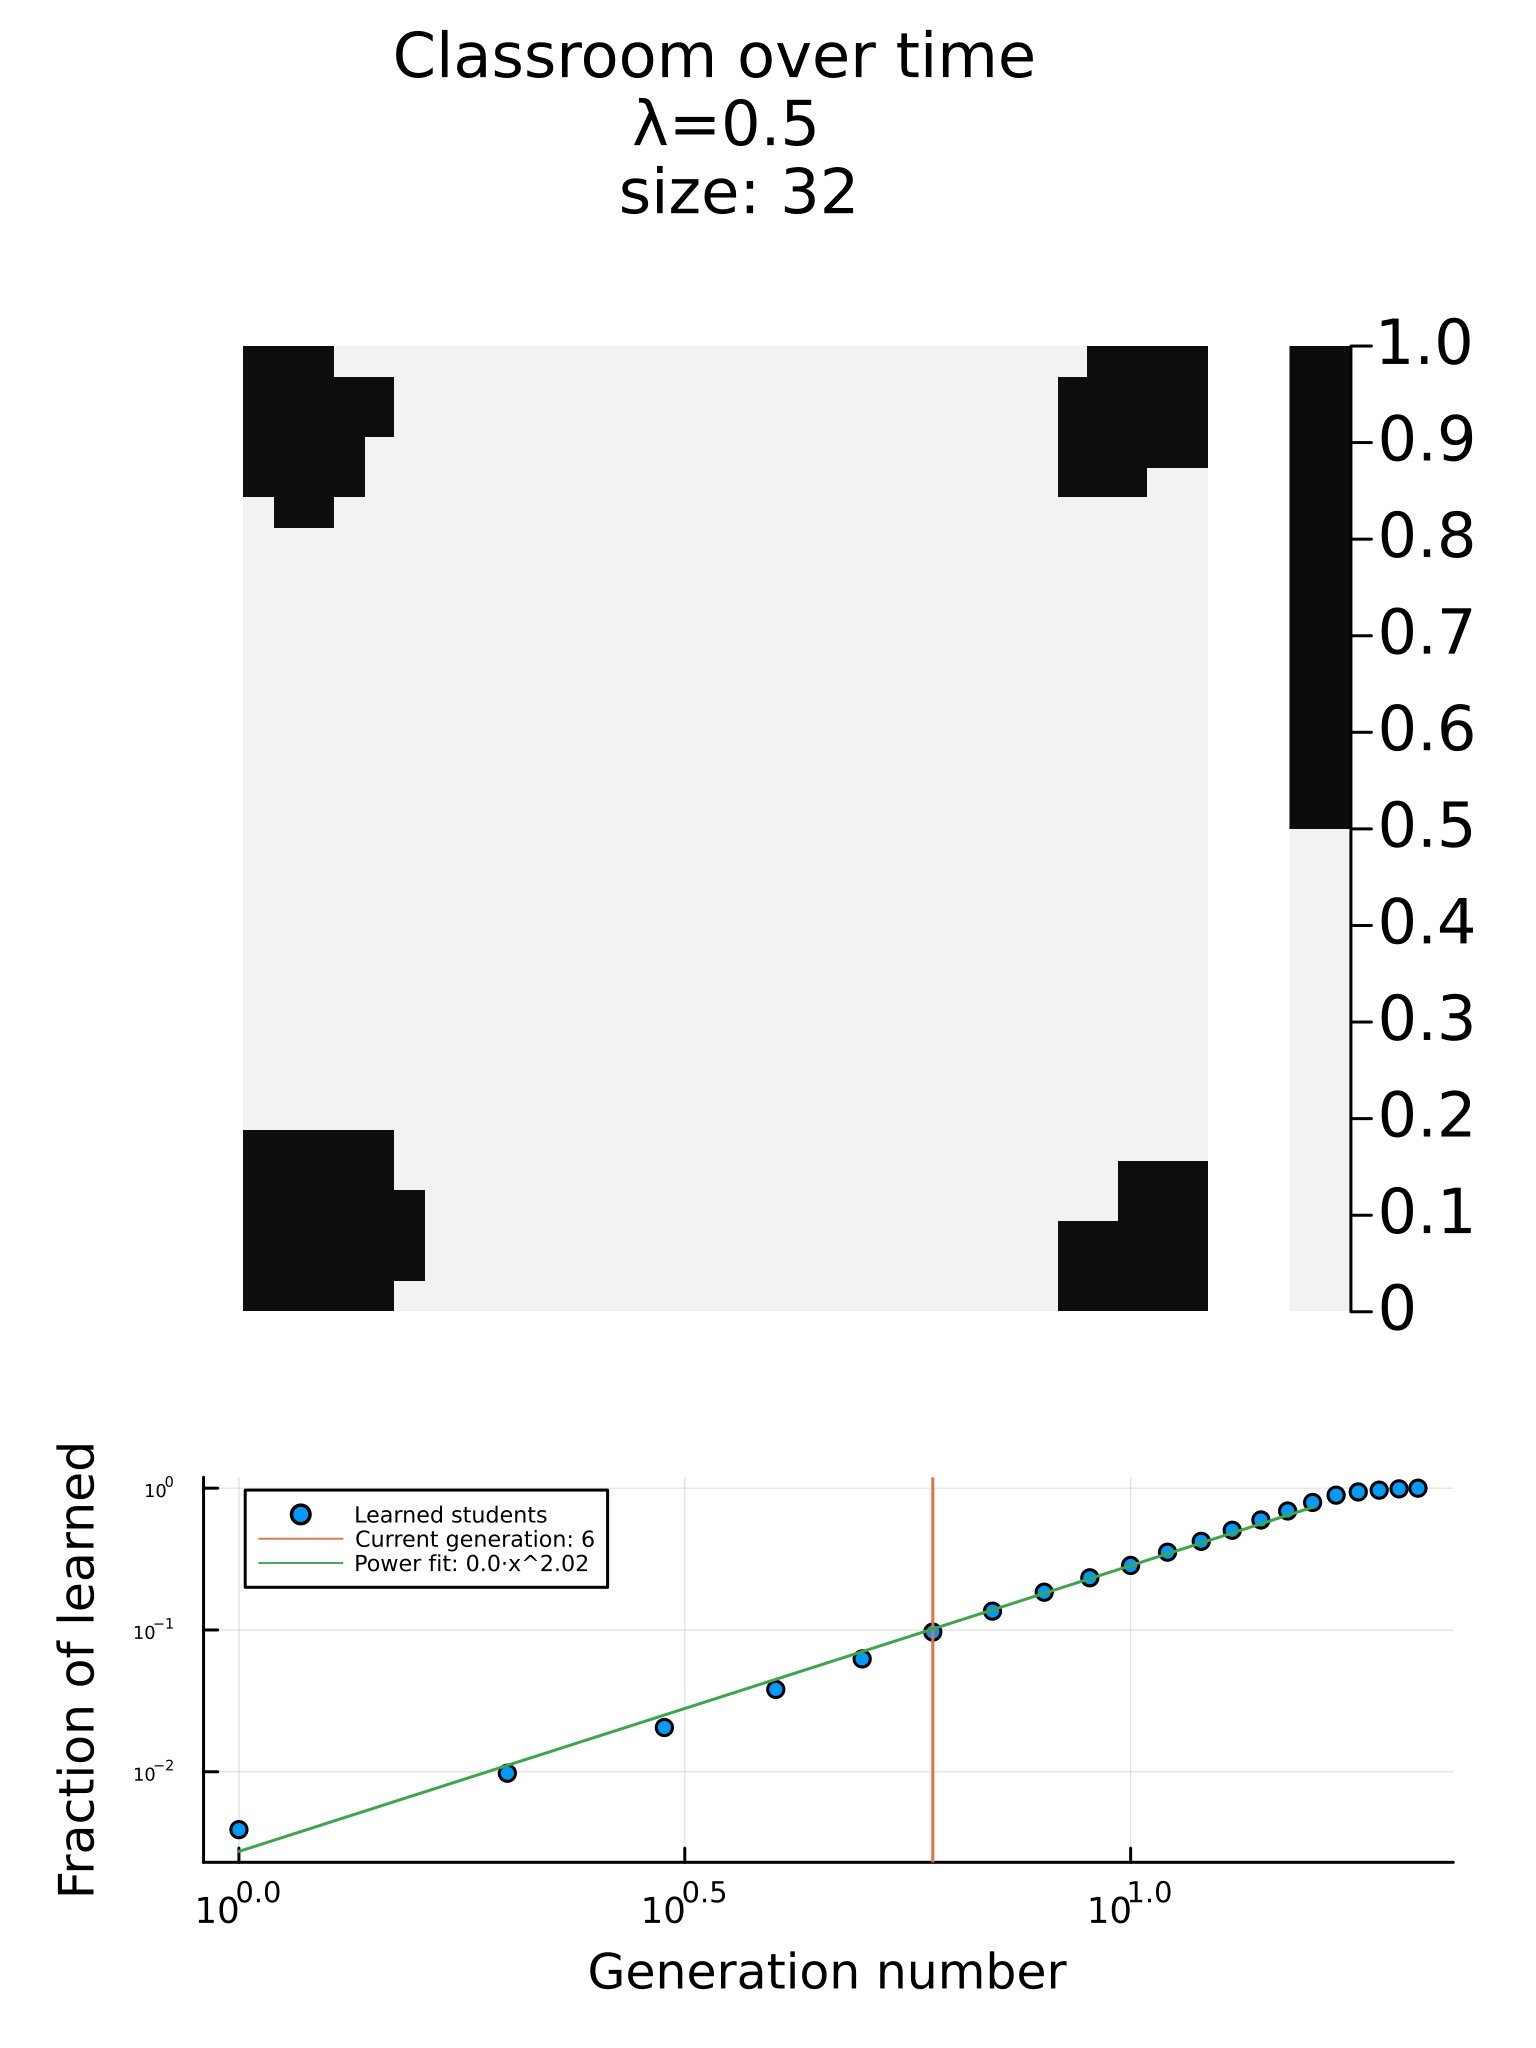 Classroom over time
λ=0.5
size: 32
1.0
0.9
0.8
0.7
0.6
0.5
0.4
0.3
0.2
0.1
0
Fraction of learned
10^0
10^−1
10^−2
Learned students
Current generation: 6
Power fit: 0.0·x^2.02
10^0.0
10^0.5
10^1.0
Generation number